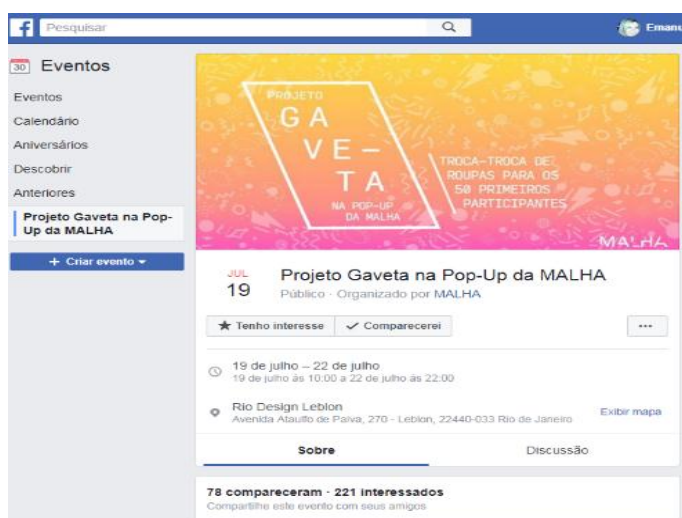 f
Pesquisar
Emanu
30 Eventos
Eventos
Calendário
Aniversários
Descobrir
Anteriores
Projeto Gaveta na Pop-
Up da MALHA
+ Criar evento
PROJETO
GA
VE-
TA
NA POP-UP
DA MALHA
TROCA-TROCA DE
ROUPAS PARA OS
50 PRIMEIROS
PARTICIPANTES
MALHA
JUL
19
Projeto Gaveta na Pop-Up da MALHA
Público · Organizado por MALHA
Tenho interesse
Comparecerei
...
19 de julho – 22 de julho
19 de julho às 10:00 a 22 de julho às 22:00
Rio Design Leblon
Avenida Ataulfo de Paiva, 270 - Leblon, 22440-033 Rio de Janeiro
Exibir mapa
Sobre
Discussão
78 compareceram · 221 interessados
Compartilhe este evento com seus amigos